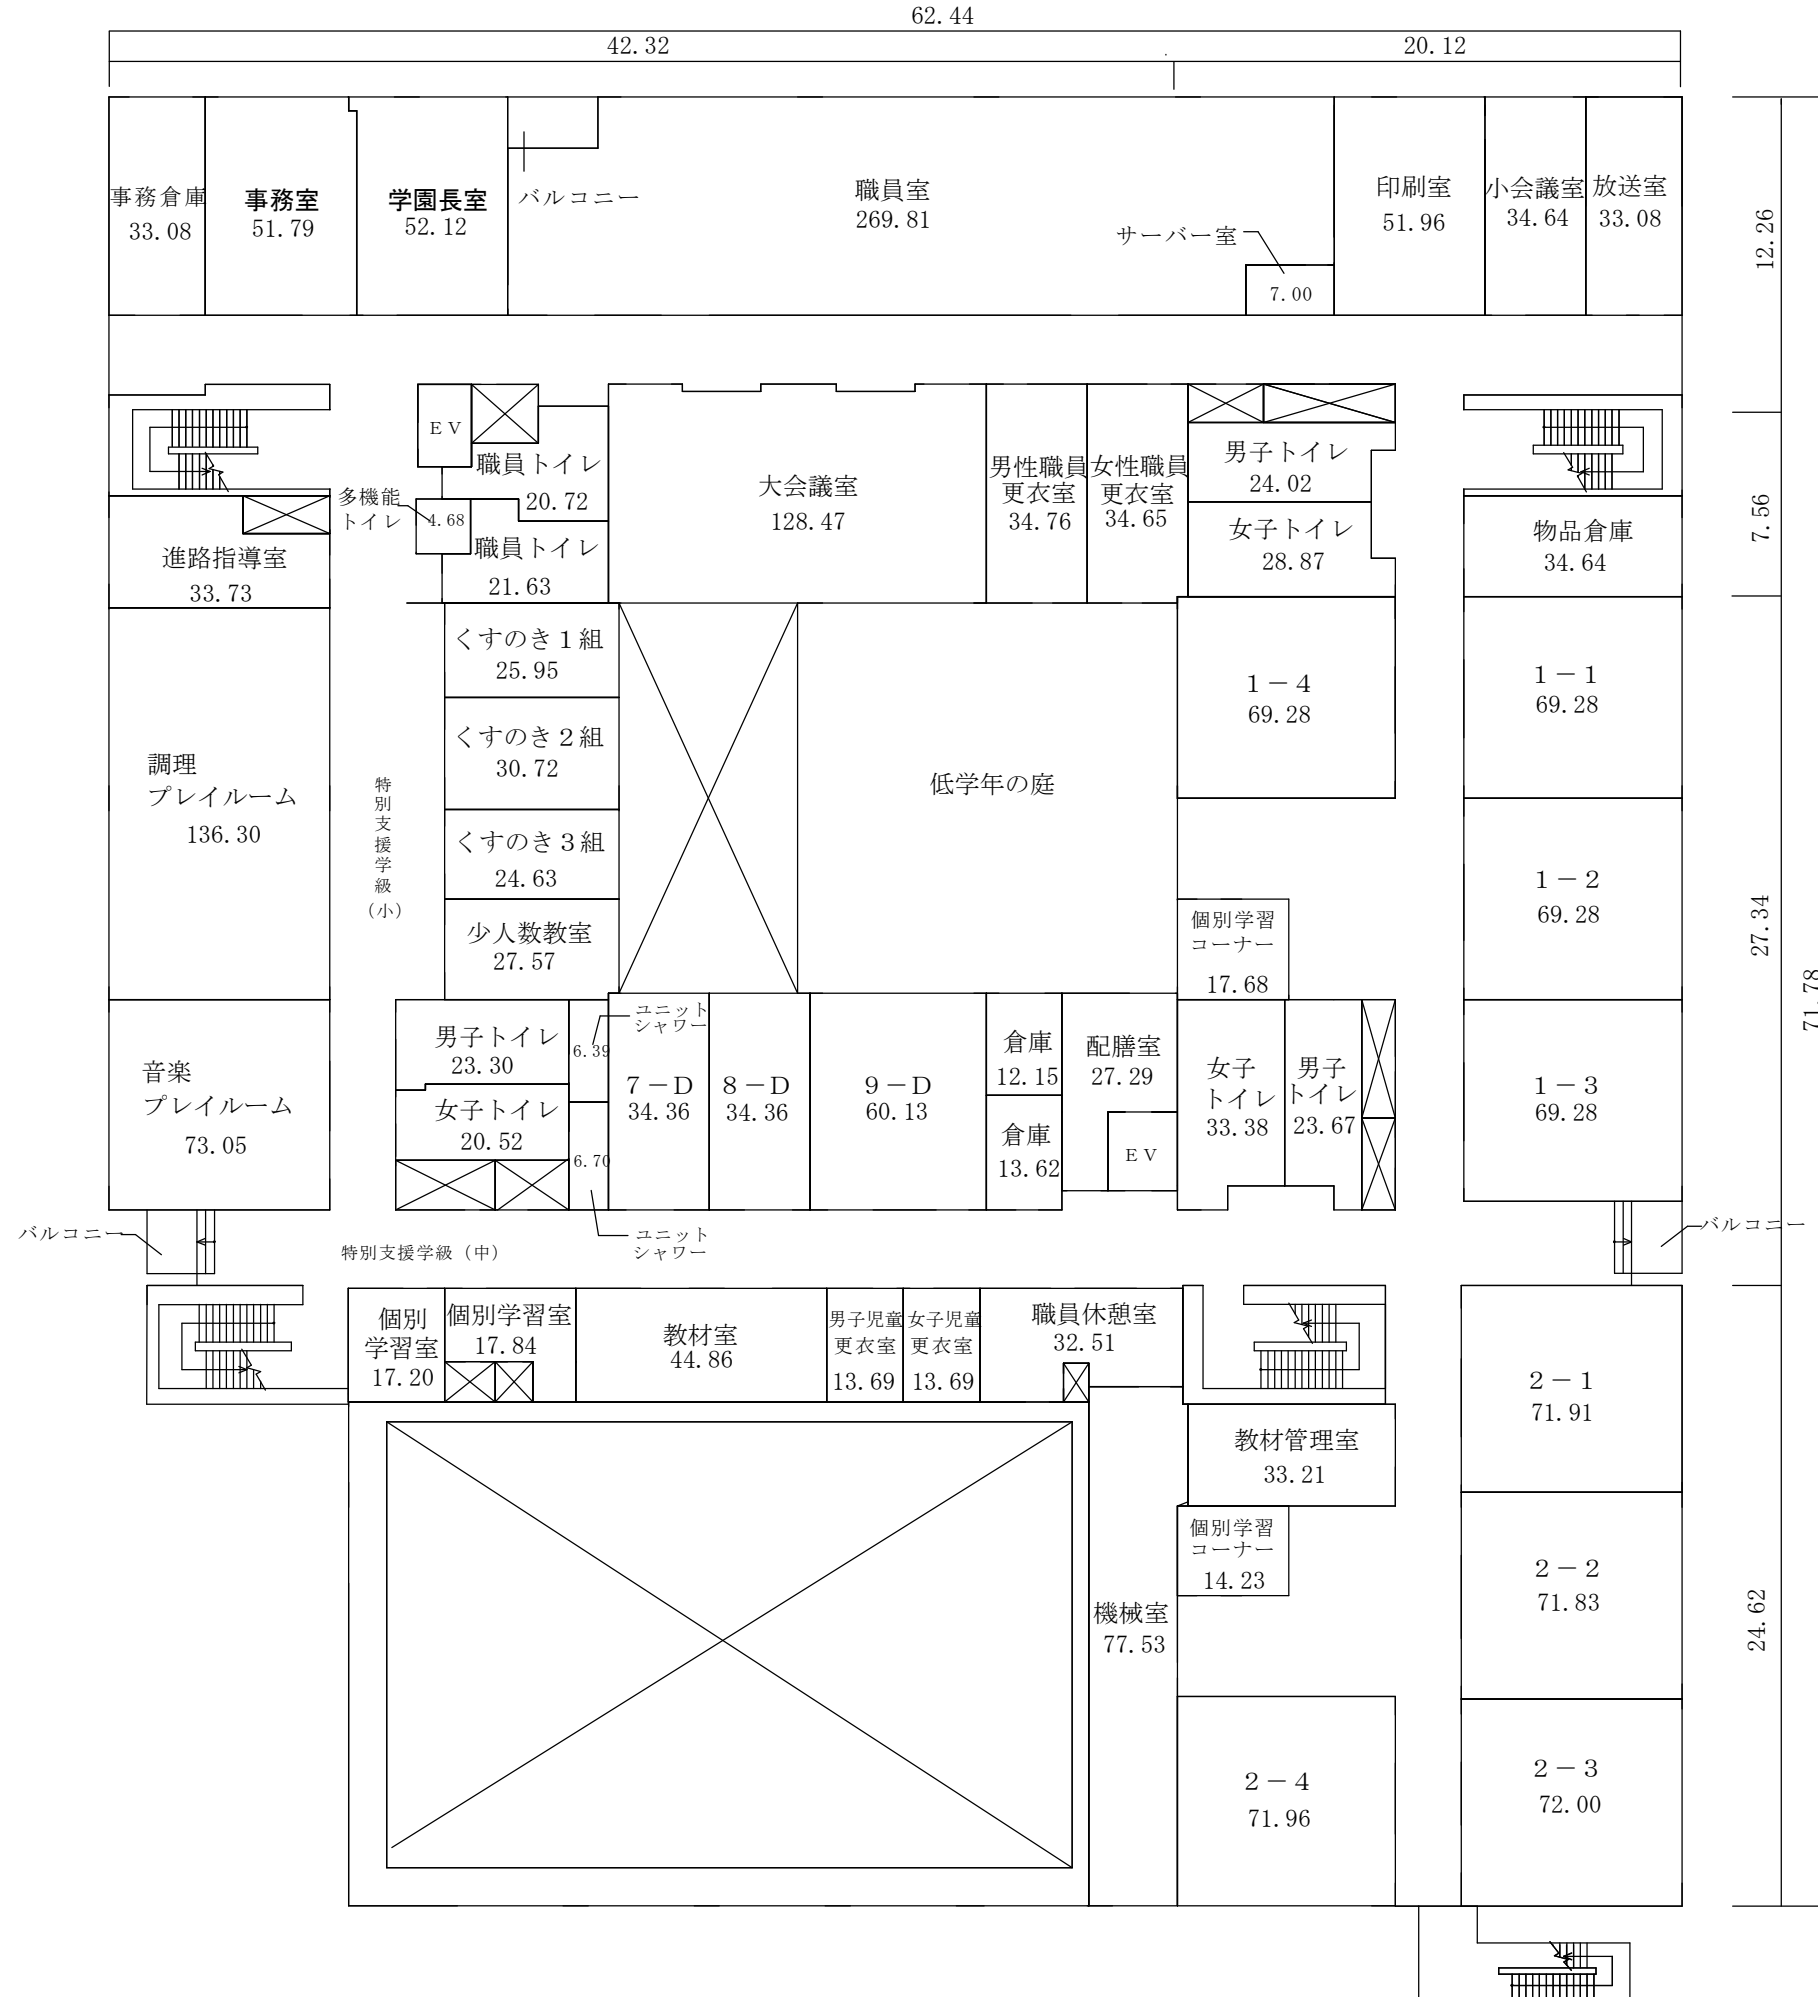 62.44
42.32
20.12
事務倉庫
33.08
事務室
51.79
学園長室
52.12
バルコニー
職員室
269.81
サーバー室
7.00
印刷室
51.96
小会議室
34.64
放送室
33.08
12.26
ＥＶ
職員トイレ
20.72
多機能
トイレ
4.68
職員トイレ
21.63
大会議室
128.47
男性職員
更衣室
34.76
女性職員
更衣室
34.65
男子トイレ
24.02
女子トイレ
28.87
物品倉庫
34.64
7.56
進路指導室
33.73
くすのき１組
25.95
くすのき２組
30.72
くすのき３組
24.63
少人数教室
27.57
特別支援学級（小）
調理
プレイルーム
136.30
低学年の庭
１－４
69.28
１－１
69.28
１－２
69.28
個別学習
コーナー
17.68
27.34
71.78
音楽
プレイルーム
73.05
男子トイレ
23.30
女子トイレ
20.52
ユニット
シャワー
6.39
6.70
７－Ｄ
34.36
８－Ｄ
34.36
９－Ｄ
60.13
倉庫
12.15
倉庫
13.62
配膳室
27.29
ＥＶ
女子
トイレ
33.38
男子
トイレ
23.67
１－３
69.28
バルコニー
特別支援学級（中）
ユニット
シャワー
バルコニー
個別
学習室
17.20
個別学習室
17.84
教材室
44.86
男子児童
更衣室
13.69
女子児童
更衣室
13.69
職員休憩室
32.51
教材管理室
33.21
個別学習
コーナー
14.23
機械室
77.53
２－１
71.91
２－２
71.83
24.62
２－４
71.96
２－３
72.00